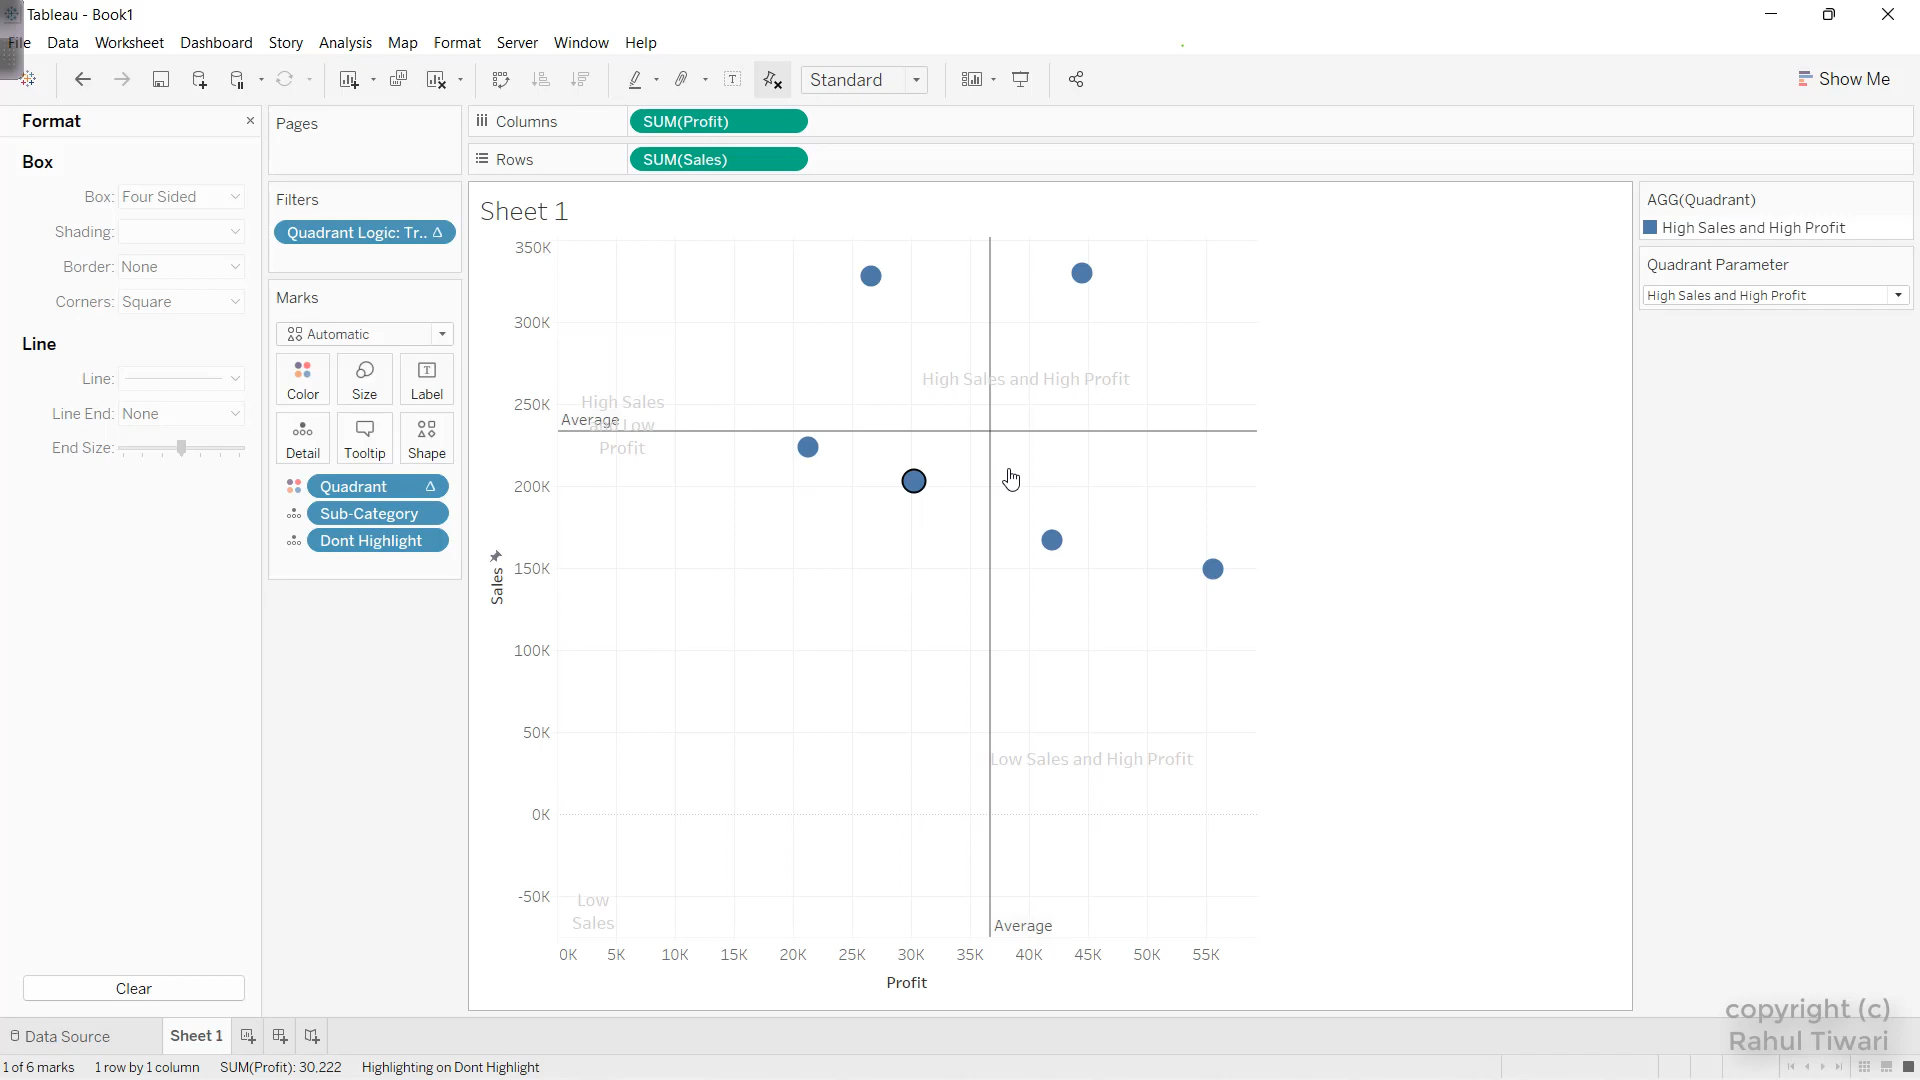 Tableau - Book1
File Data Worksheet Dashboard Story Analysis Map Format Server Window Help
Standard
Show Me
Format
Box
Box: Four Sided
Shading:
Border: None
Corners: Square
Line
Line:
Line End: None
End Size:
Clear
Pages
Filters
Quadrant Logic: Tr..
Marks
Automatic
Color Size Label
Detail Tooltip Shape
Quadrant
Sub-Category
Dont Highlight
Columns SUM(Profit)
Rows SUM(Sales)
Sheet 1
350K
300K
250K
200K
150K
100K
50K
0K
-50K
Sales
High Sales and High Profit
High Sales
and Low
Profit
Average
Low Sales and High Profit
Low
Sales
Average
0K 5K 10K 15K 20K 25K 30K 35K 40K 45K 50K 55K
Profit
AGG(Quadrant)
High Sales and High Profit
Quadrant Parameter
High Sales and High Profit
copyright (c)
Rahul Tiwari
Data Source Sheet 1
1 of 6 marks 1 row by 1 column SUM(Profit): 30,222 Highlighting on Dont Highlight